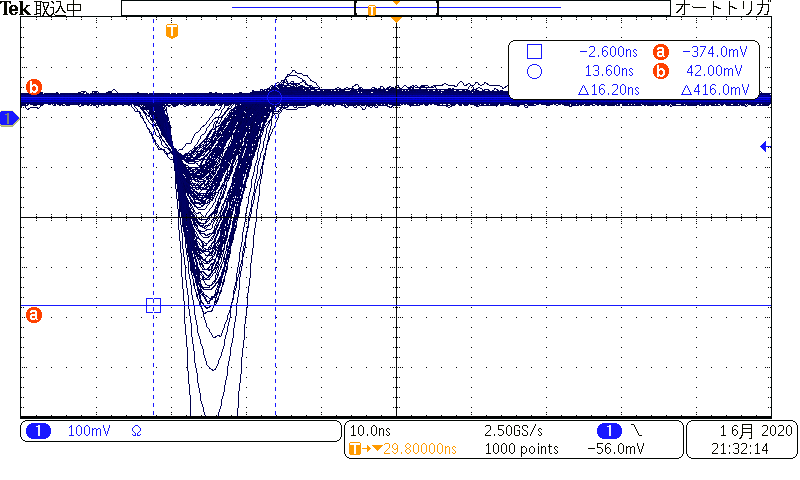 Tek 取込中 オートトリガ
T
T
-2.600ns a -374.0mV
13.60ns b 42.00mV
Δ16.20ns Δ416.0mV
b
1
a
1 100mV Ω 10.0ns 2.50GS/s 1 1 6月 2020
T→▼29.80000ns 1000 points -56.0mV 21:32:14